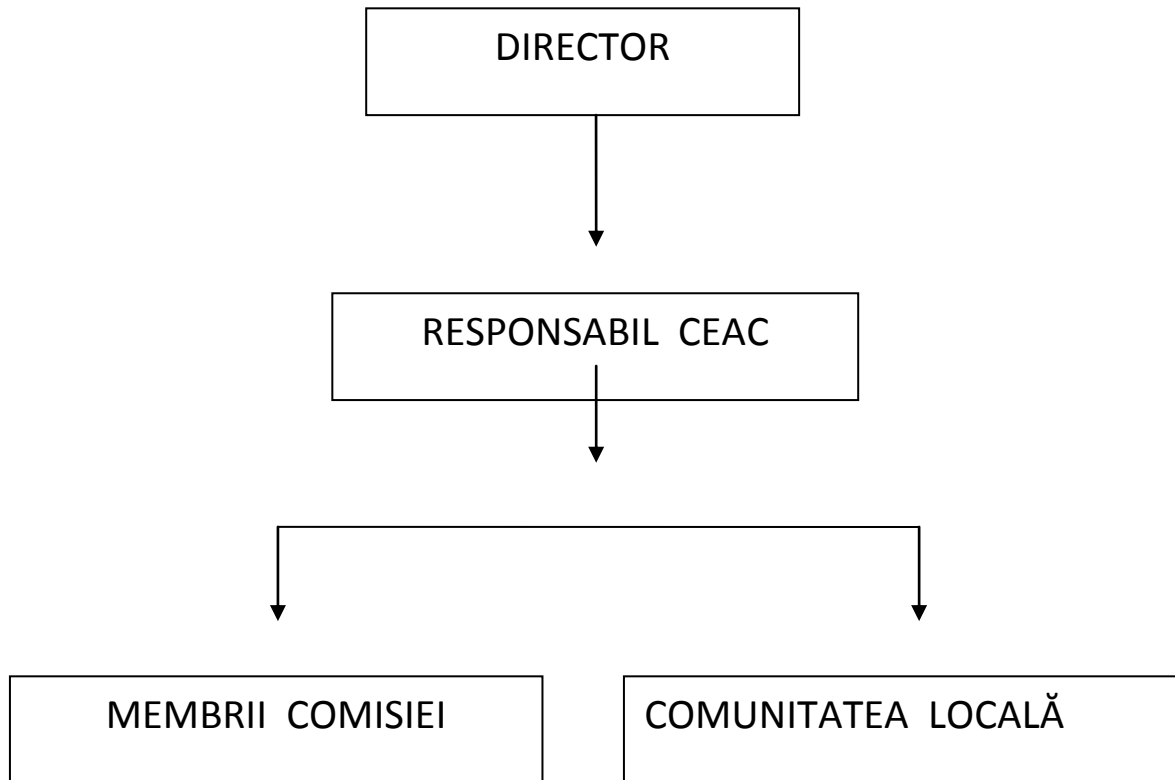 DIRECTOR
RESPONSABIL CEAC
MEMBRII COMISIEI
COMUNITATEA LOCALĂ